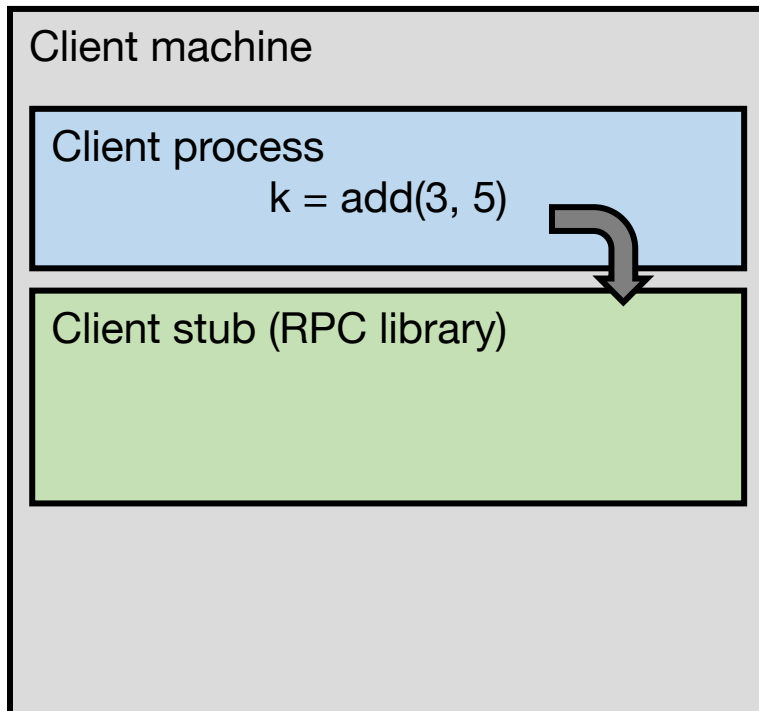 Client machine
Client process
k = add(3, 5)
Client stub (RPC library)